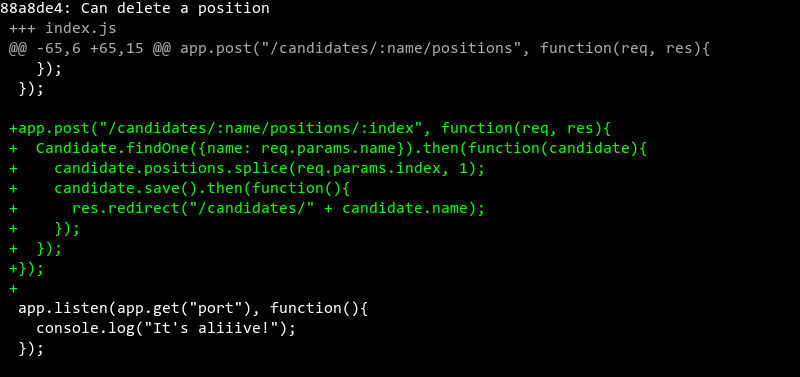 88a8de4: Can delete a position
+++ index.js
@@ -65,6 +65,15 @@ app.post("/candidates/:name/positions", function(req, res){
    });
  });

+app.post("/candidates/:name/positions/:index", function(req, res){
+  Candidate.findOne({name: req.params.name}).then(function(candidate){
+    candidate.positions.splice(req.params.index, 1);
+    candidate.save().then(function(){
+      res.redirect("/candidates/" + candidate.name);
+    });
+  });
+});
+
 app.listen(app.get("port"), function(){
   console.log("It's aliiive!");
 });